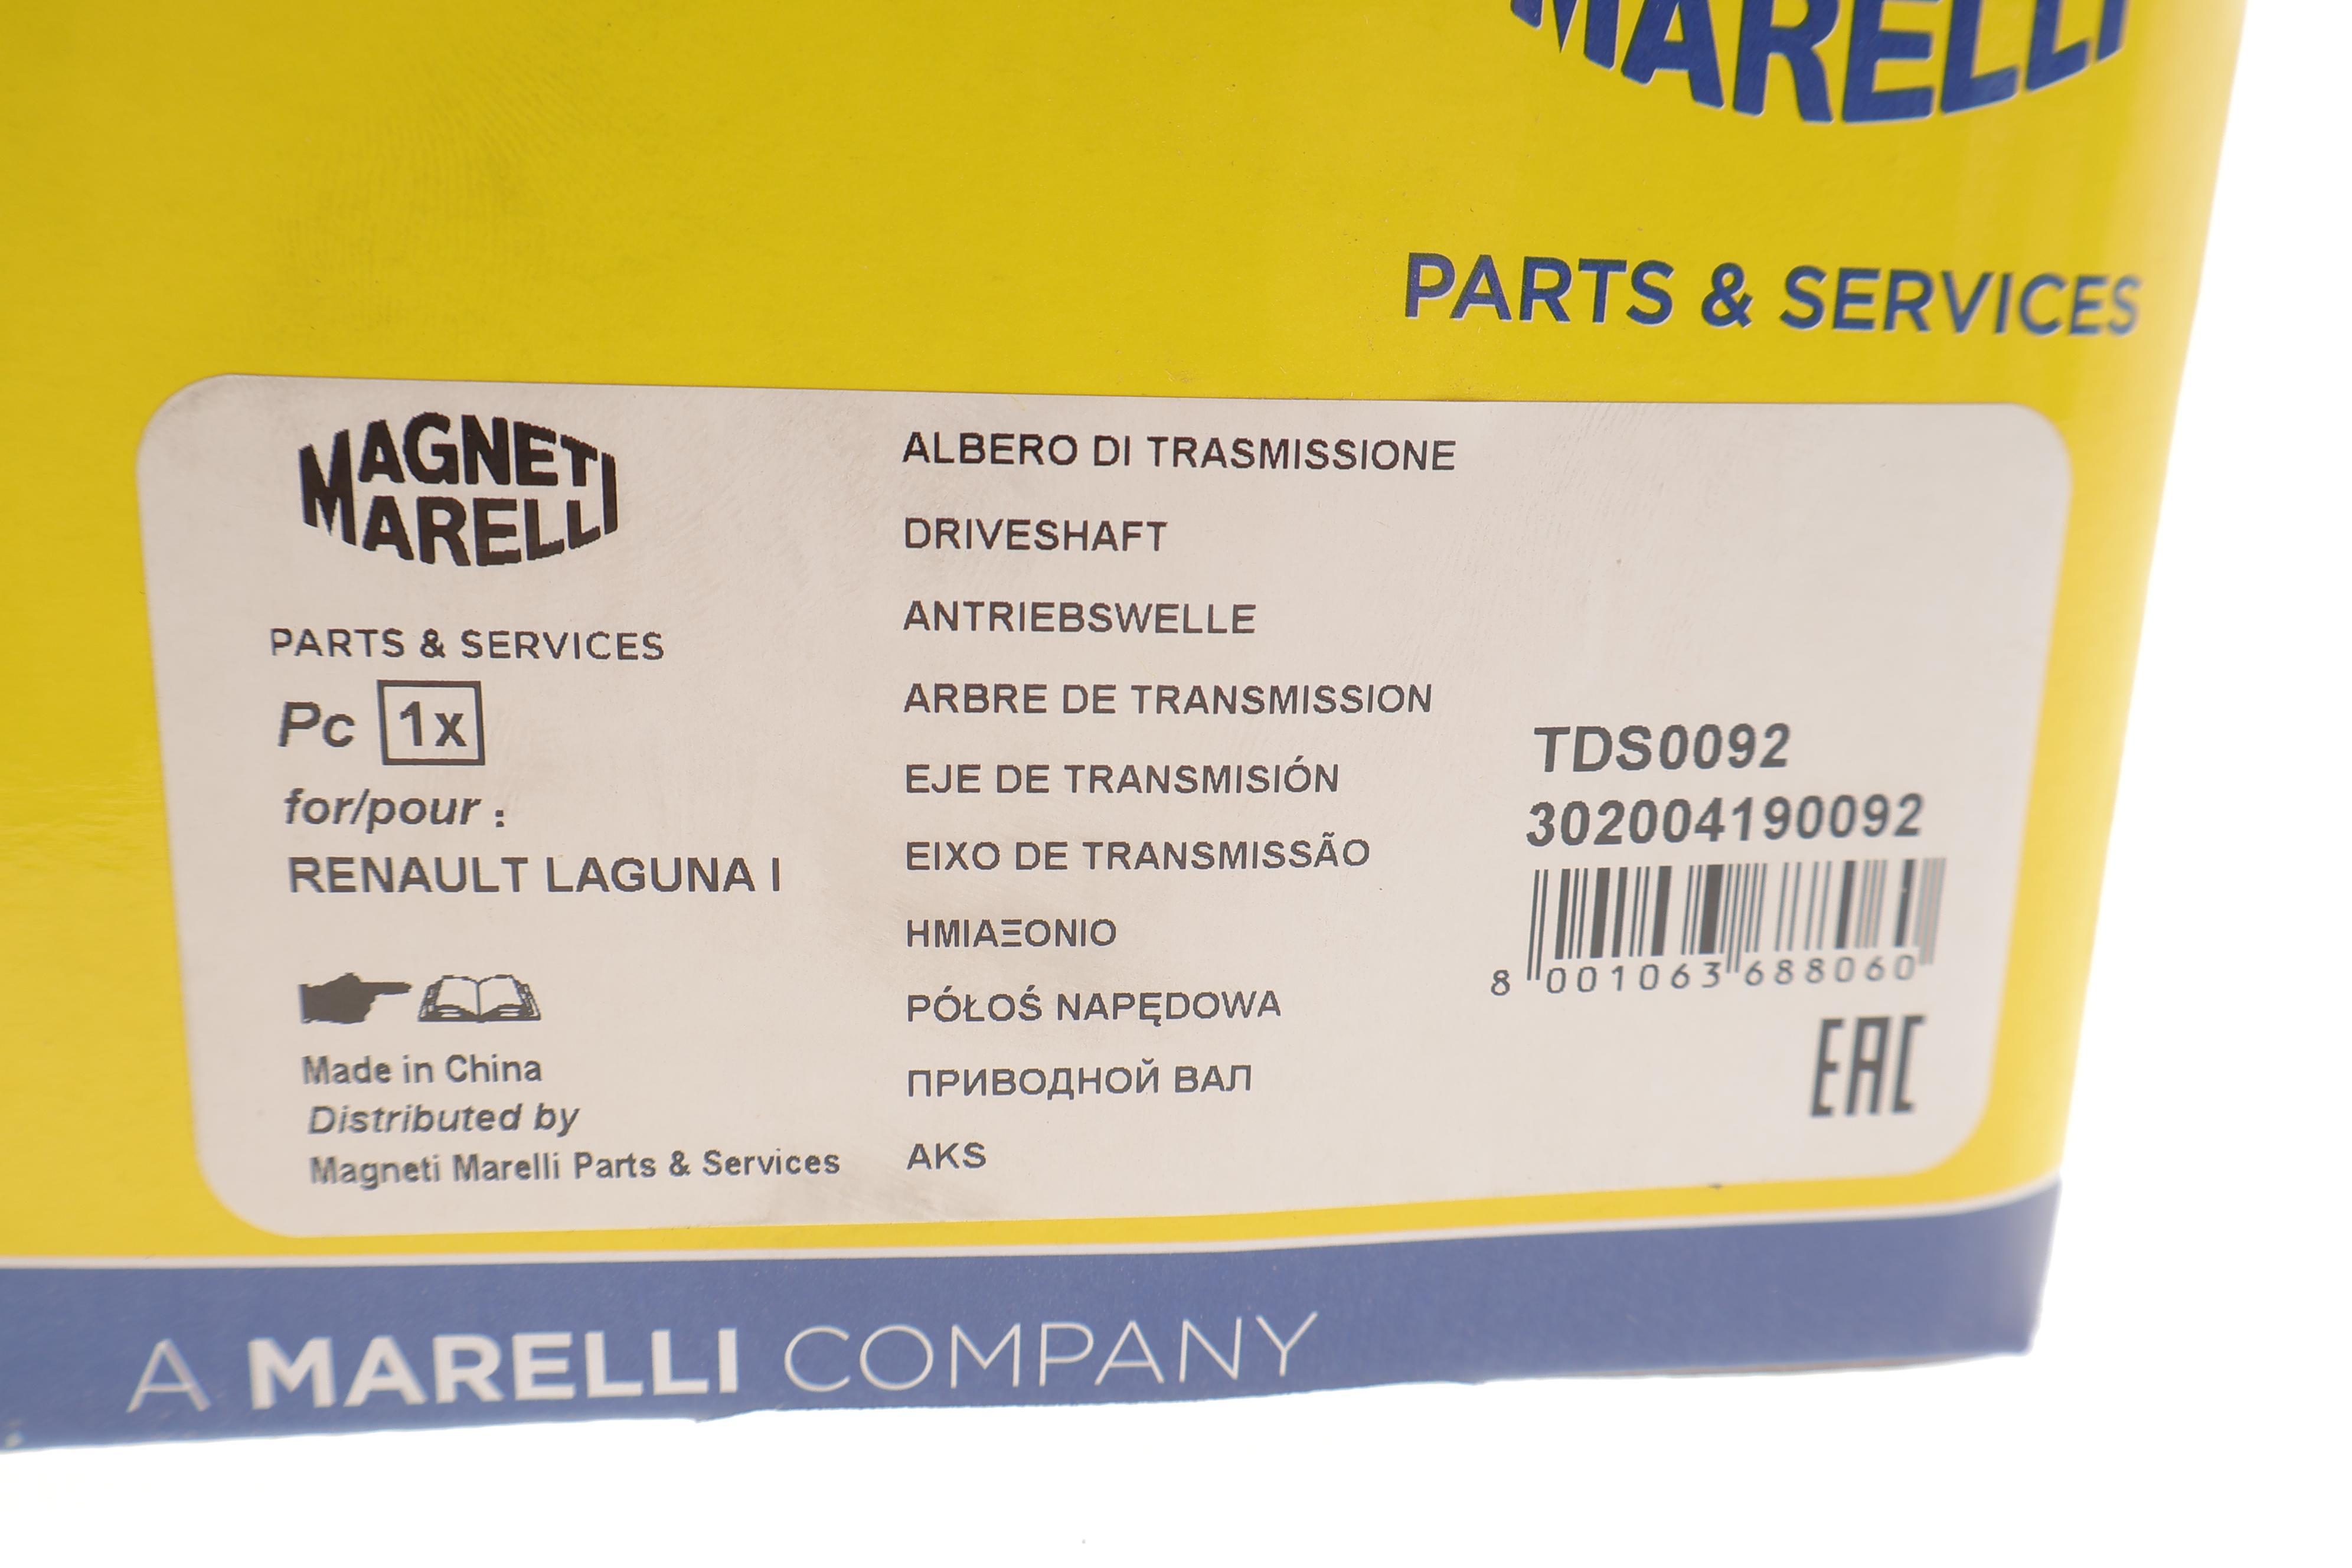 MARELLI
PARTS & SERVICES
MAGNETI
MARELLI
PARTS & SERVICES
Pc 1x
for/pour :
RENAULT LAGUNA I
Made in China
Distributed by
Magneti Marelli Parts & Services
ALBERO DI TRASMISSIONE
DRIVESHAFT
ANTRIEBSWELLE
ARBRE DE TRANSMISSION
EJE DE TRANSMISIÓN
EIXO DE TRANSMISSÃO
ΗΜΙΑΞΟΝΙΟ
PÓŁOŚ NAPĘDOWA
ПРИВОДНОЙ ВАЛ
AKS
TDS0092
302004190092
8 001063 688060
EAC
A MARELLI COMPANY